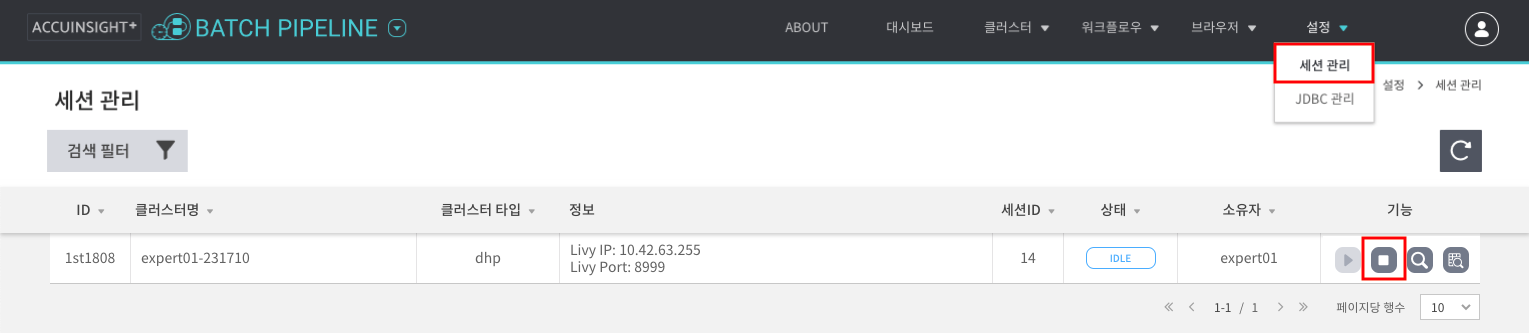 ACCUINSIGHT+ BATCH PIPELINE ABOUT 대시보드 클러스터 워크플로우 브라우저 설정
세션 관리
JDBC 관리
설정 > 세션 관리
세션 관리
검색 필터
ID 클러스터명 클러스터 타입 정보 세션ID 상태 소유자 기능
1st1808 expert01-231710 dhp Livy IP: 10.42.63.255
Livy Port: 8999
14 IDLE expert01
1-1 / 1 페이지당 행수 10